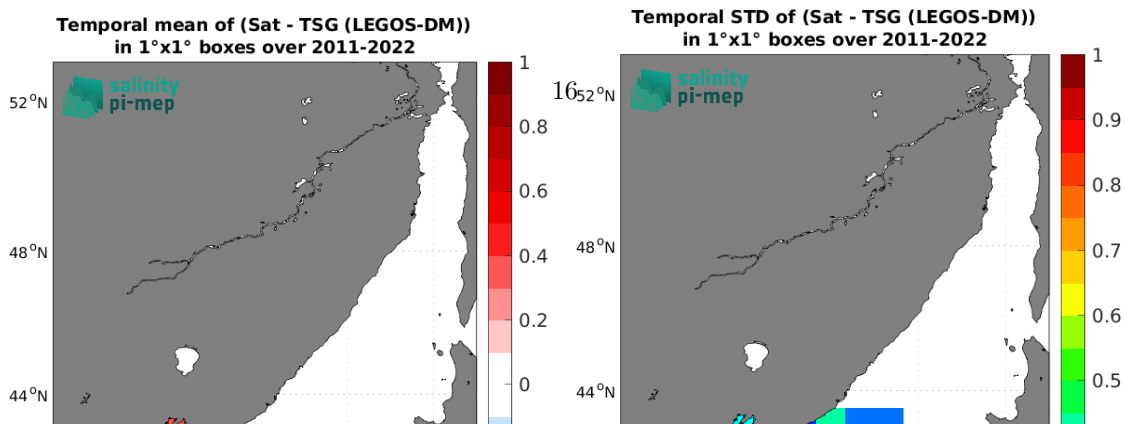 Temporal mean of (Sat - TSG (LEGOS-DM))
in 1°x1° boxes over 2011-2022
salinity
pi-mep
52°N
48°N
44°N
1
0.8
0.6
0.4
0.2
0
16
Temporal STD of (Sat - TSG (LEGOS-DM))
in 1°x1° boxes over 2011-2022
salinity
pi-mep
52°N
48°N
44°N
1
0.9
0.8
0.7
0.6
0.5